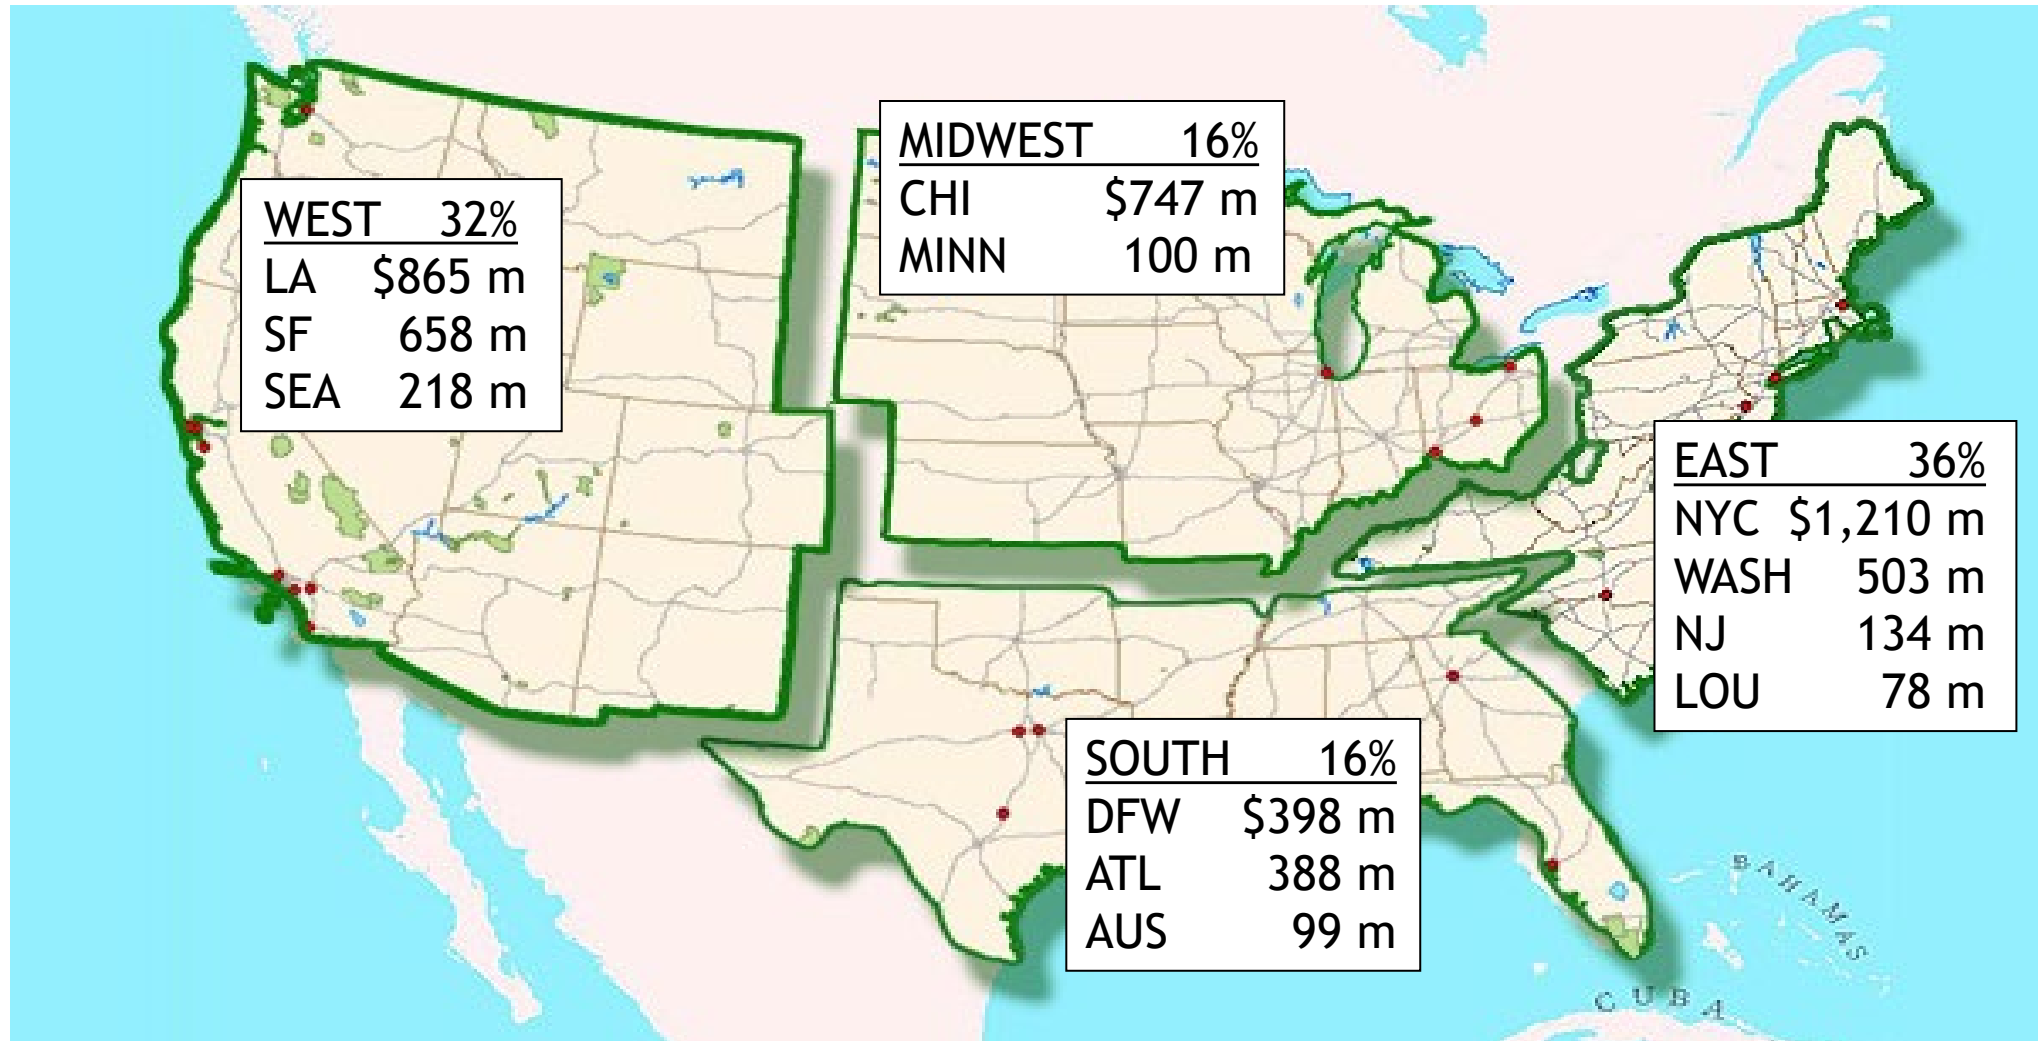 WEST 32%
LA $865 m
SF 658 m
SEA 218 m
MIDWEST 16%
CHI $747 m
MINN 100 m
EAST 36%
NYC $1,210 m
WASH 503 m
NJ 134 m
LOU 78 m
SOUTH 16%
DFW $398 m
ATL 388 m
AUS 99 m
BAHAMAS
CUBA